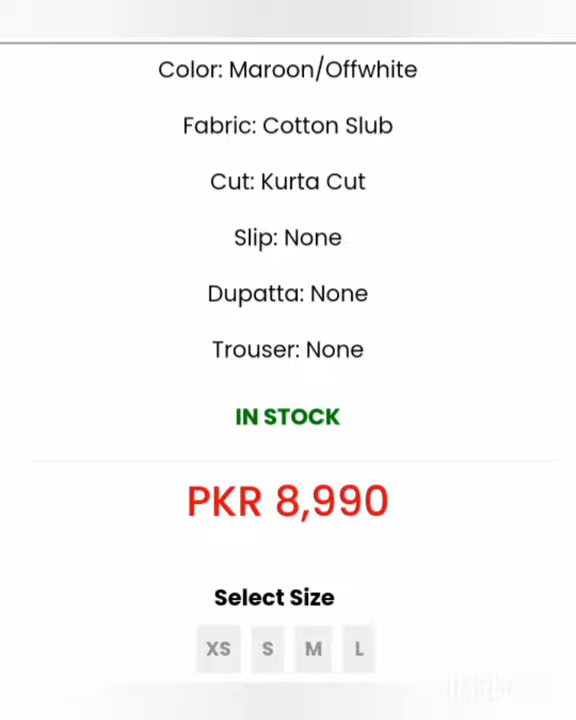 Color: Maroon/Offwhite
Fabric: Cotton Slub
Cut: Kurta Cut
Slip: None
Dupatta: None
Trouser: None
IN STOCK
PKR 8,990
Select Size
XS S M L